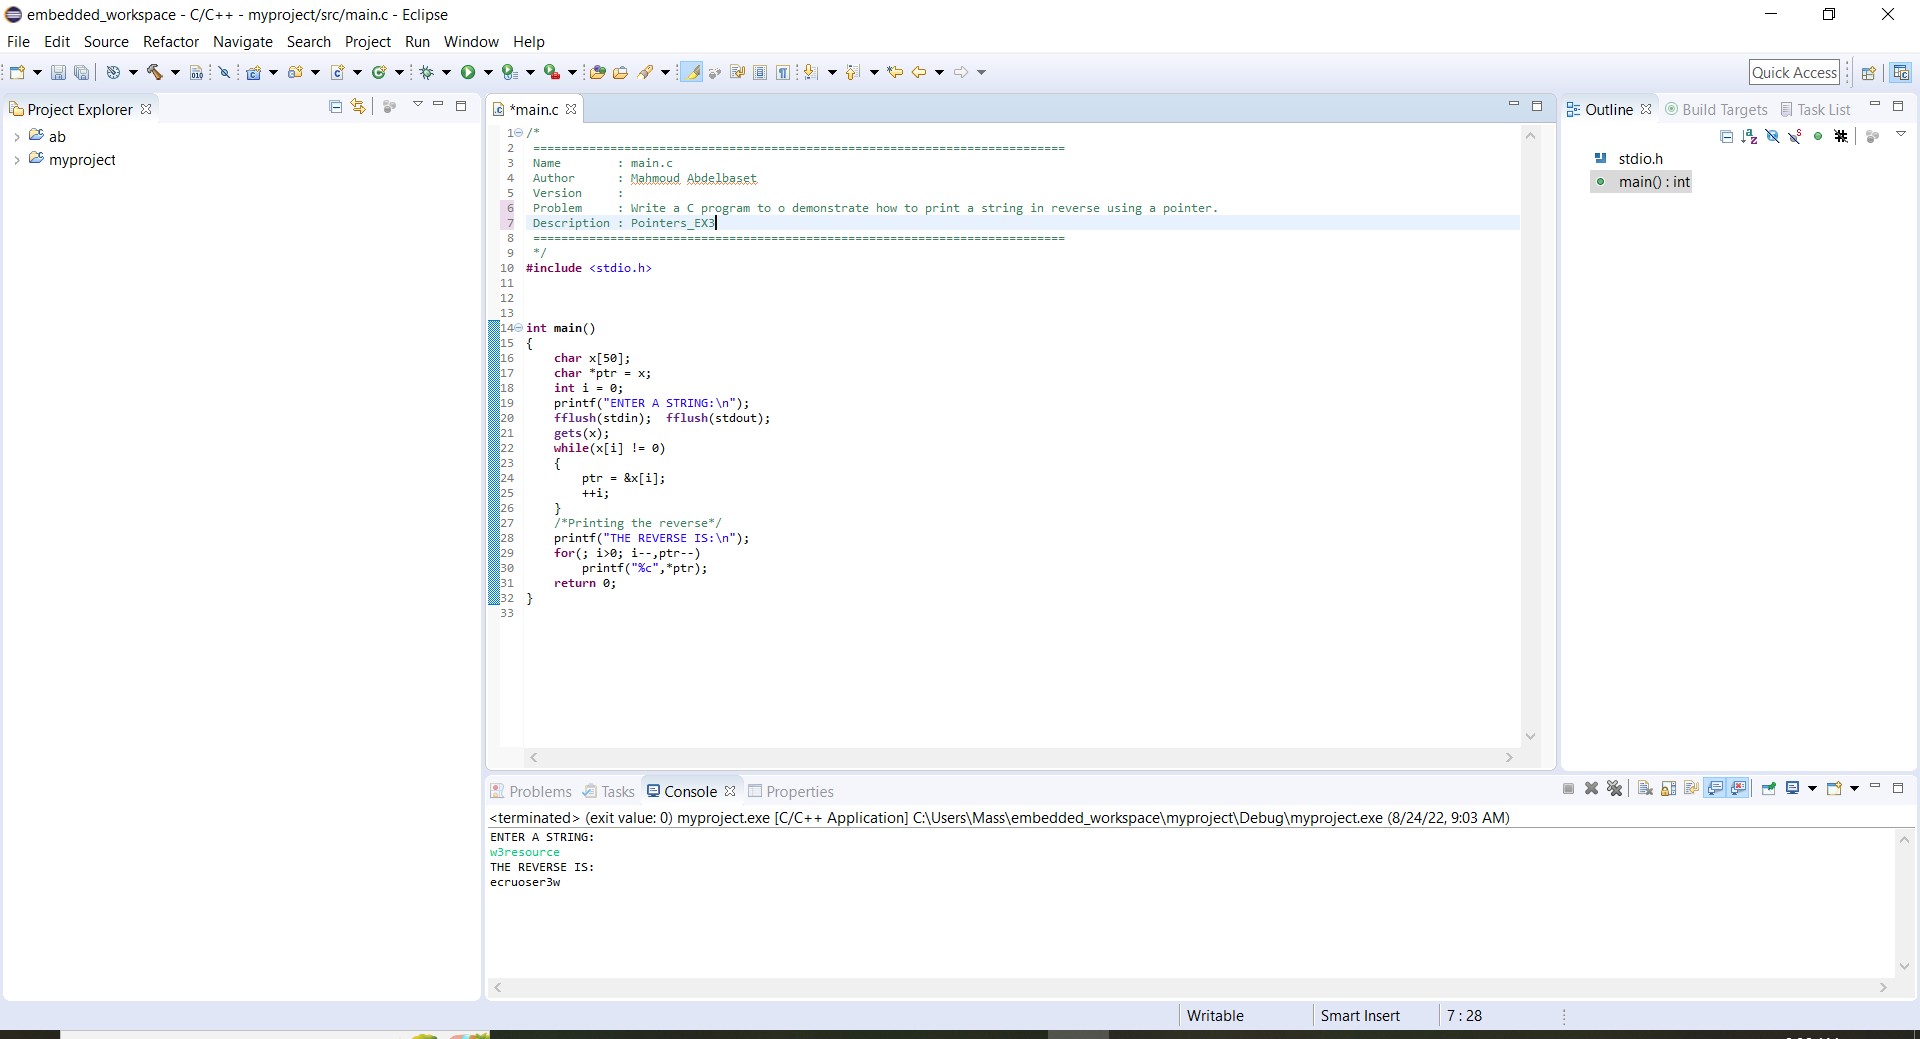 embedded_workspace - C/C++ - myproject/src/main.c - Eclipse
File Edit Source Refactor Navigate Search Project Run Window Help
Quick Access
Project Explorer
ab
myproject
*main.c
1 /*
2 ============================================================================
3 Name : main.c
4 Author : Mahmoud Abdelbaset
5 Version :
6 Problem : Write a C program to o demonstrate how to print a string in reverse using a pointer.
7 Description : Pointers_EX3
8 ============================================================================
9 */
10 #include <stdio.h>
11
12
13
14 int main()
15 {
16 char x[50];
17 char *ptr = x;
18 int i = 0;
19 printf("ENTER A STRING:\n");
20 fflush(stdin); fflush(stdout);
21 gets(x);
22 while(x[i] != 0)
23 {
24 ptr = &x[i];
25 ++i;
26 }
27 /*Printing the reverse*/
28 printf("THE REVERSE IS:\n");
29 for(; i>0; i--,ptr--)
30 printf("%c",*ptr);
31 return 0;
32 }
33
Outline Build Targets Task List
stdio.h
main() : int
Problems Tasks Console Properties
<terminated> (exit value: 0) myproject.exe [C/C++ Application] C:\Users\Mass\embedded_workspace\myproject\Debug\myproject.exe (8/24/22, 9:03 AM)
ENTER A STRING:
w3resource
THE REVERSE IS:
ecruoser3w
Writable Smart Insert 7 : 28